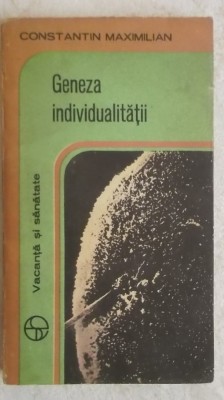 CONSTANTIN MAXIMILIAN
Geneza
individualității
Vacanță și sănătate